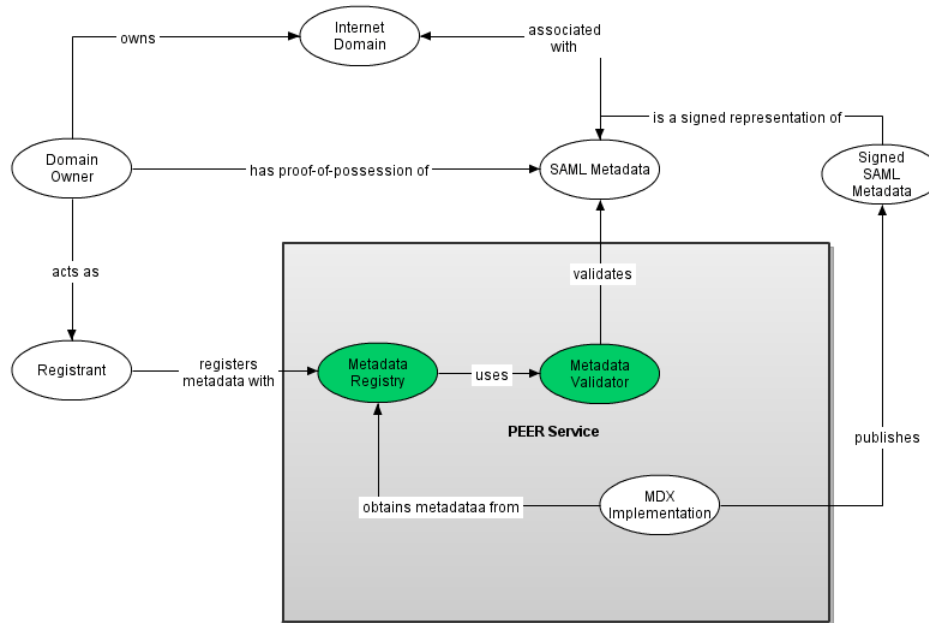 owns
Internet
Domain
associated
with
is a signed representation of
Domain
Owner
has proof-of-possession of
SAML Metadata
Signed
SAML
Metadata
acts as
validates
Registrant
registers
metadata with
Metadata
Registry
uses
Metadata
Validator
PEER Service
publishes
obtains metadataa from
MDX
Implementation